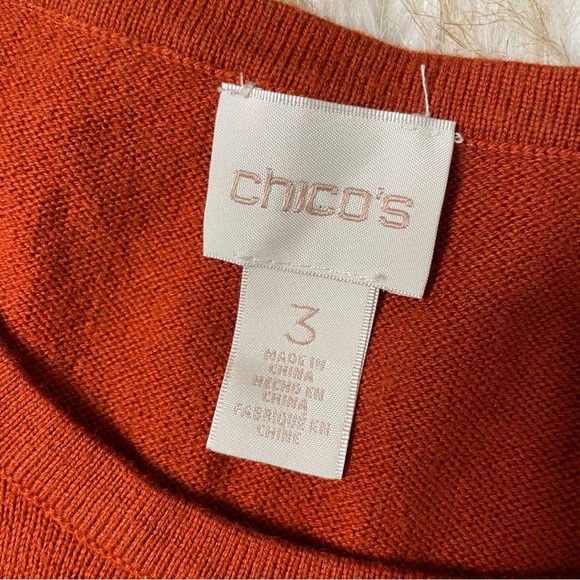 chico's
3
MADE IN
CHINA
HECHO EN
CHINA
FABRIQUÉ EN
CHINE